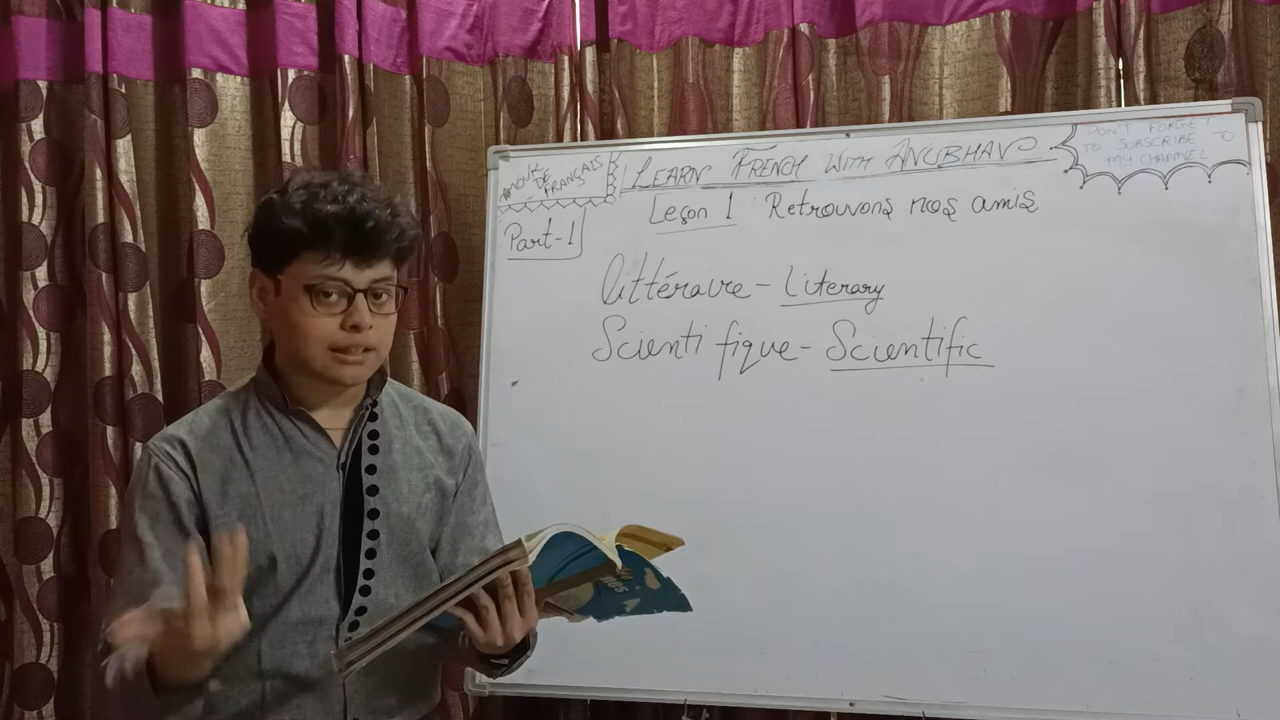 AMOUR
DE
FRANÇAIS
LEARN FRENCH WITH ANUBHAV
DON'T FORGET
TO SUBSCRIBE TO
MY CHANNEL
Part-1
Leçon 1 Retrouvons nos amis
littéraire - Literary
Scientifique - Scientific